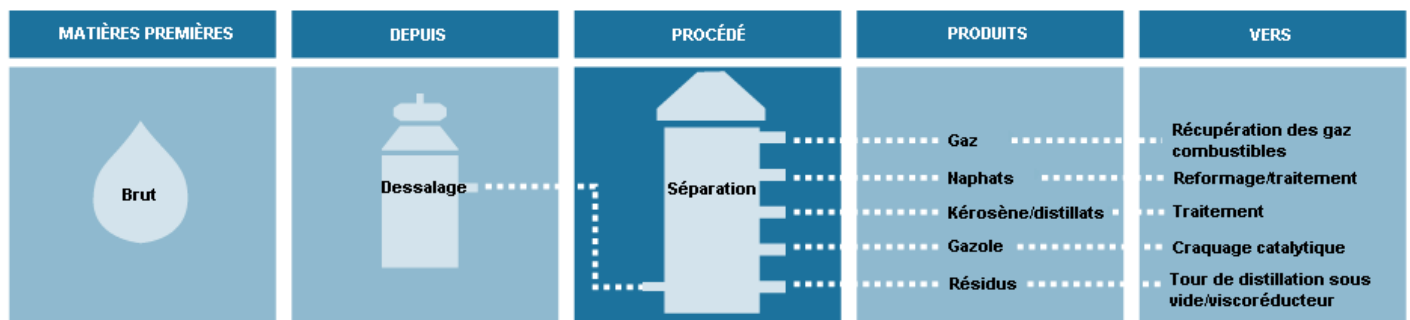 MATIÈRES PREMIÈRES
DEPUIS
PROCÉDÉ
PRODUITS
VERS
Brut
Dessalage
Séparation
Gaz
Récupération des gaz
combustibles
Naphats
Reformage/traitement
Kérosène/distillats
Traitement
Gazole
Craquage catalytique
Résidus
Tour de distillation sous
vide/viscoréducteur